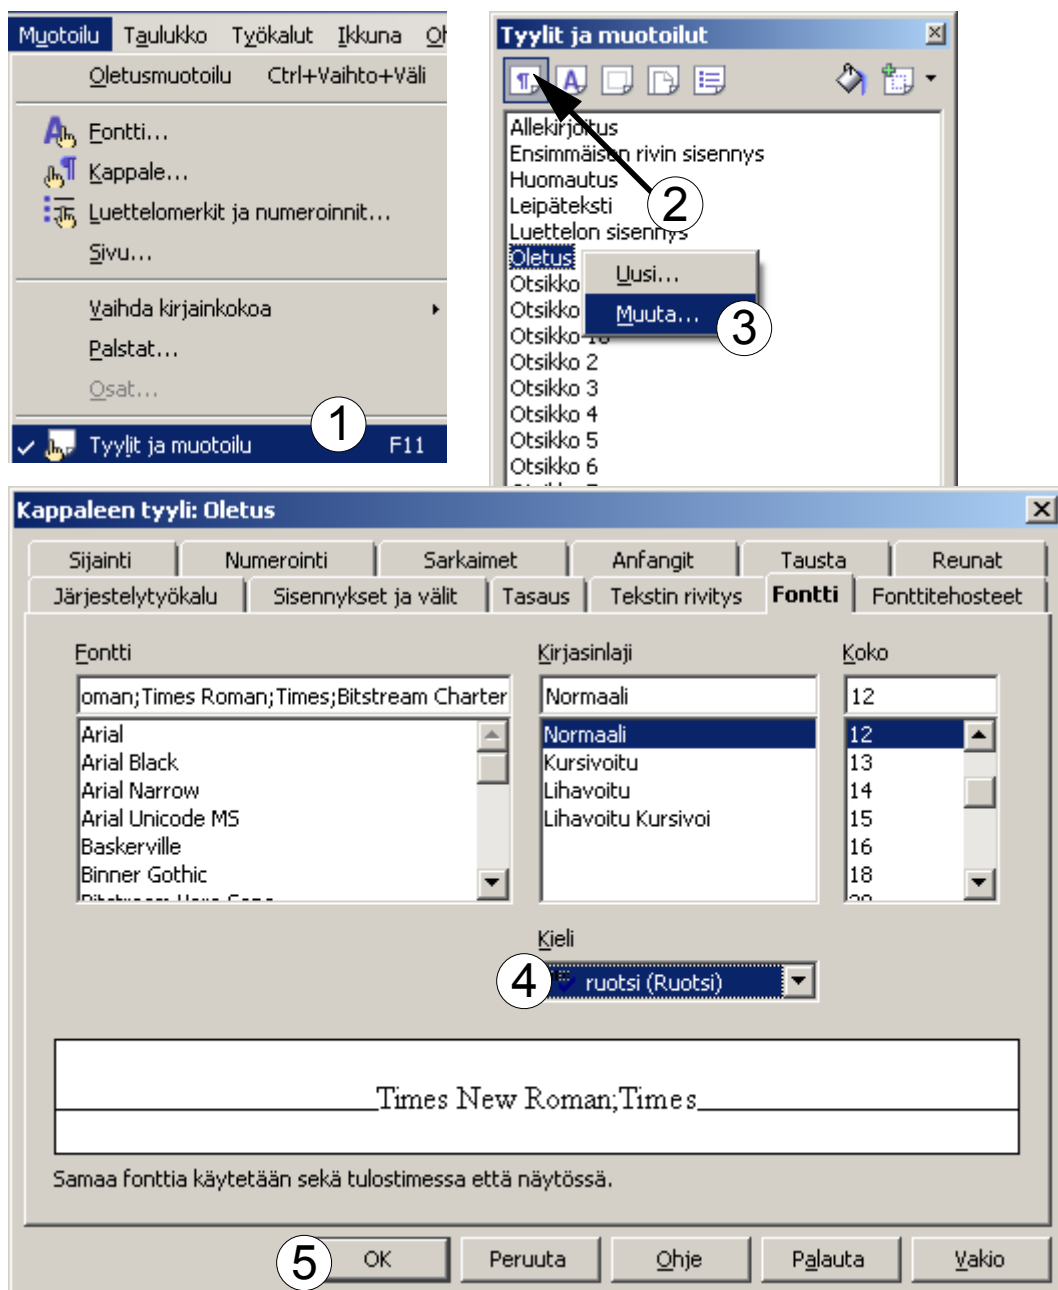 Muotoilu Taulukko Työkalut Ikkuna
Oletusmuotoilu Ctrl+Vaihto+Väli
Fontti...
Kappale...
Luettelomerkit ja numeroinnit...
Sivu...
Vaihda kirjainkokoa
Palstat...
Osat...
Tyylit ja muotoilu F11
1
Tyylit ja muotoilut
Allekirjoitus
Ensimmäisen rivin sisennys
Huomautus
Leipäteksti
2
Luettelon sisennys
Oletus
Uusi...
Otsikko
Otsikko
Muuta...
3
Otsikko 10
Otsikko 2
Otsikko 3
Otsikko 4
Otsikko 5
Otsikko 6
Kappaleen tyyli: Oletus
Sijainti Numerointi Sarkaimet Anfangit Tausta Reunat
Järjestelytyökalu Sisennykset ja välit Tasaus Tekstin rivitys Fontti Fonttitehosteet
Fontti Kirjasinlaji Koko
oman;Times Roman;Times;Bitstream Charter Normaali 12
Arial Normaali 12
Arial Black Kursivoitu 13
Arial Narrow Lihavoitu 14
Arial Unicode MS Lihavoitu Kursivoi 15
Baskerville 16
Binner Gothic 18
Kieli
4 ruotsi (Ruotsi)
Times New Roman;Times
Samaa fonttia käytetään sekä tulostimessa että näytössä.
5 OK Peruuta Ohje Palauta Vakio